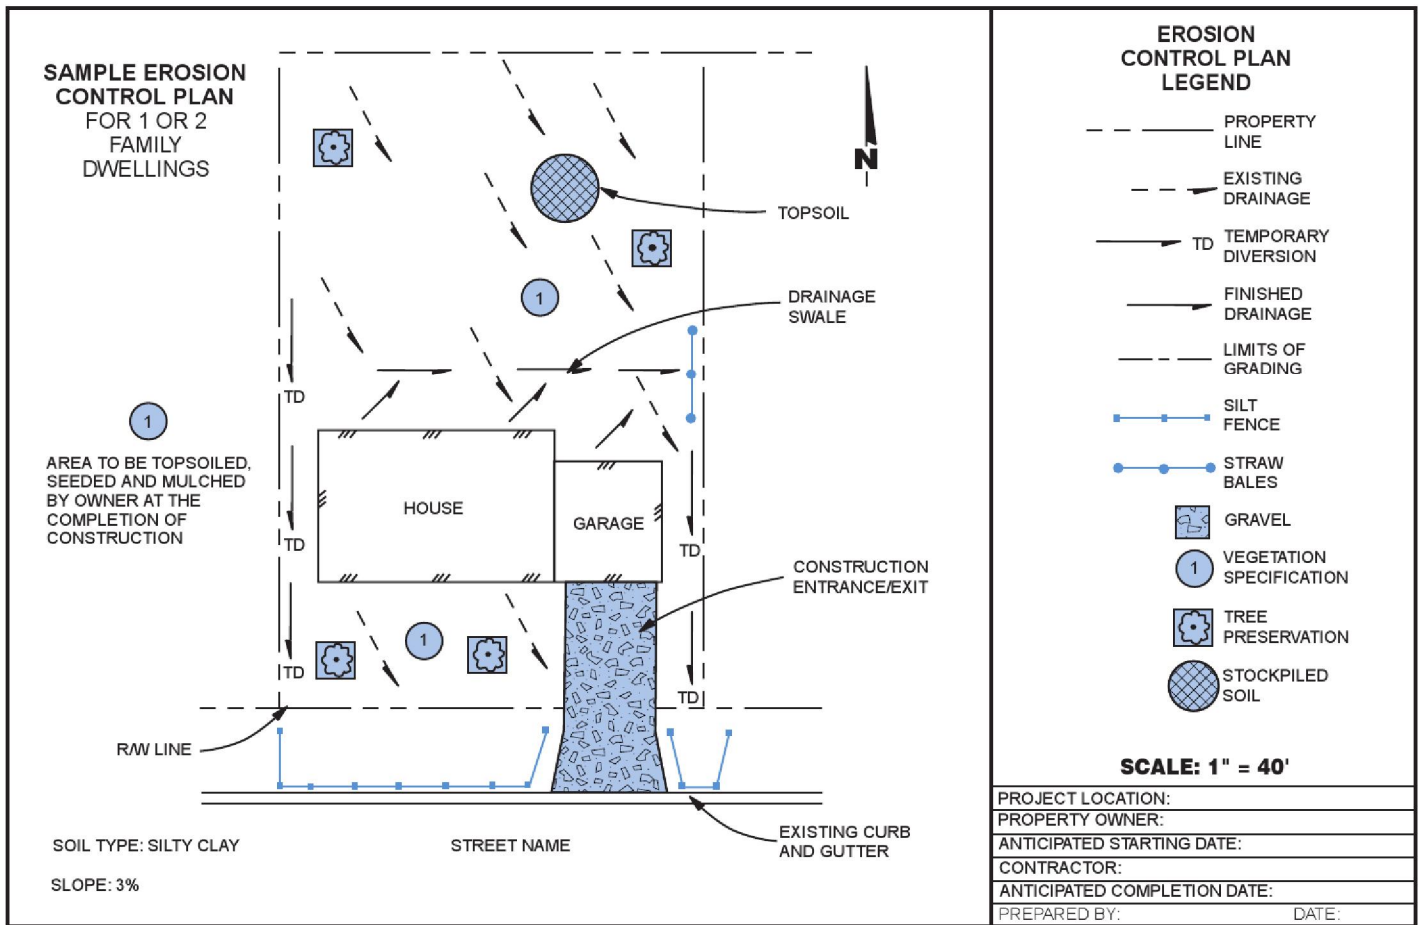 SAMPLE EROSION
CONTROL PLAN
FOR 1 OR 2
FAMILY
DWELLINGS
N
TOPSOIL
1
DRAINAGE
SWALE
TD
1
AREA TO BE TOPSOILED,
SEEDED AND MULCHED
BY OWNER AT THE
COMPLETION OF
CONSTRUCTION
HOUSE
GARAGE
TD
TD
CONSTRUCTION
ENTRANCE/EXIT
1
TD
TD
R/W LINE
EXISTING CURB
AND GUTTER
SOIL TYPE: SILTY CLAY
STREET NAME
SLOPE: 3%
EROSION
CONTROL PLAN
LEGEND
PROPERTY
LINE
EXISTING
DRAINAGE
TD TEMPORARY
DIVERSION
FINISHED
DRAINAGE
LIMITS OF
GRADING
SILT
FENCE
STRAW
BALES
GRAVEL
1 VEGETATION
SPECIFICATION
TREE
PRESERVATION
STOCKPILED
SOIL
SCALE: 1" = 40'
PROJECT LOCATION:
PROPERTY OWNER:
ANTICIPATED STARTING DATE:
CONTRACTOR:
ANTICIPATED COMPLETION DATE:
PREPARED BY: DATE: